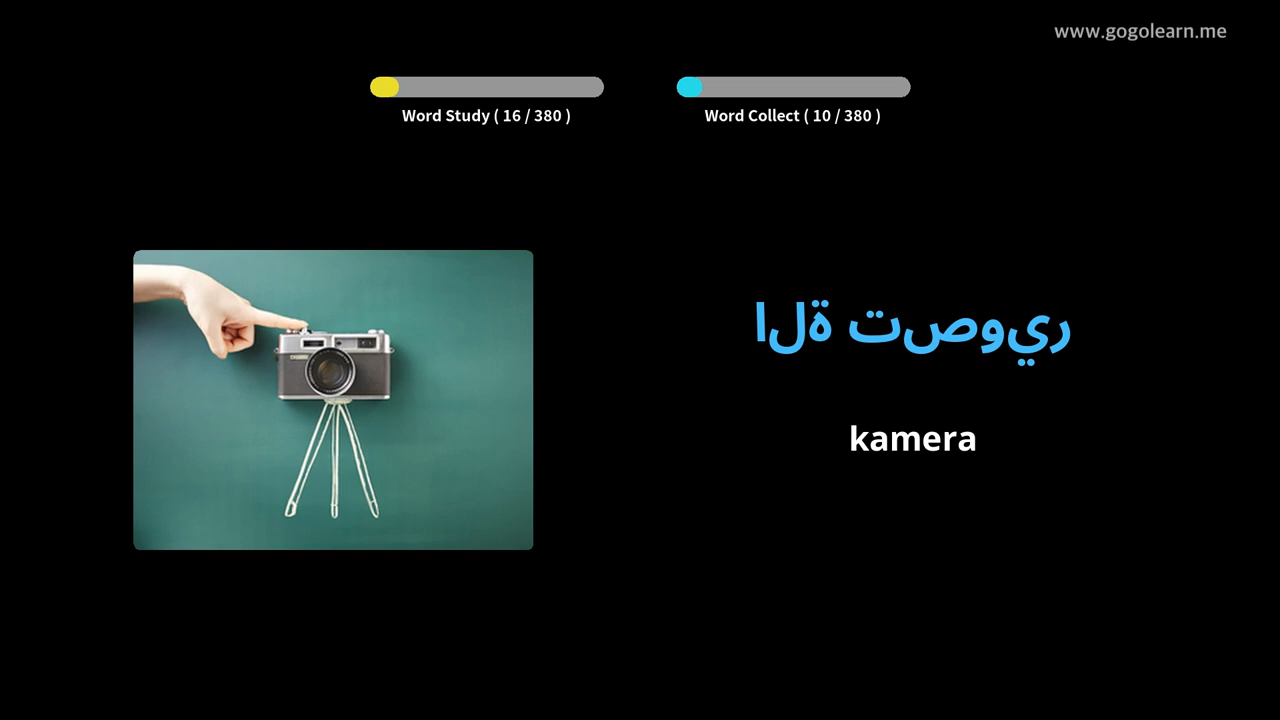 www.gogolearn.me
Word Study ( 16 / 380 )
Word Collect ( 10 / 380 )
الة تصوير
kamera